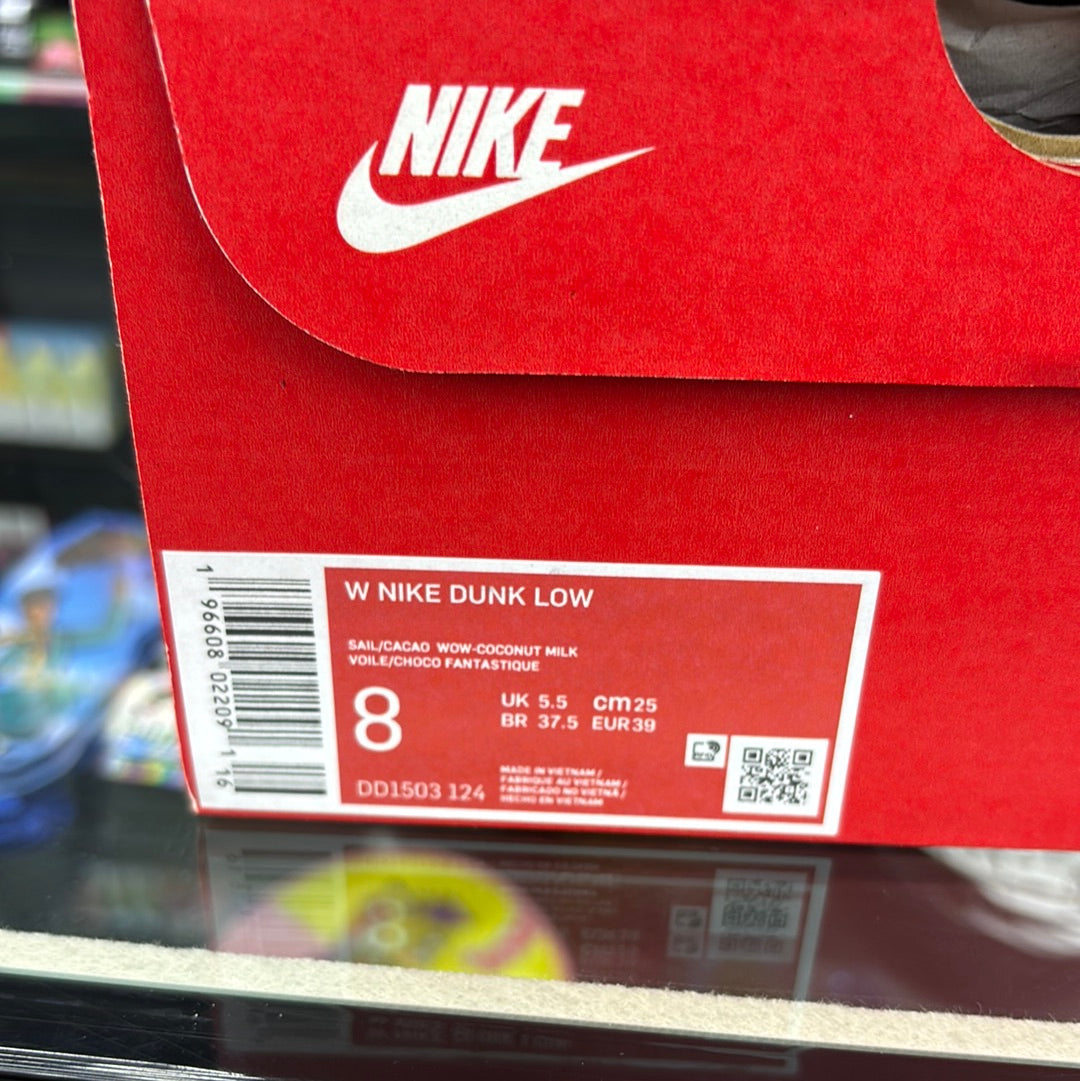 NIKE
W NIKE DUNK LOW
SAIL/CACAO WOW-COCONUT MILK
VOILE/CHOCO FANTASTIQUE
8
UK 5.5 cm 25
BR 37.5 EUR 39
MADE IN VIETNAM /
FABRIQUE AU VIETNAM /
FABRICADO NO VIETNÃ /
HECHO EN VIETNAM
DD1503 124
1 96608 02209 1 16